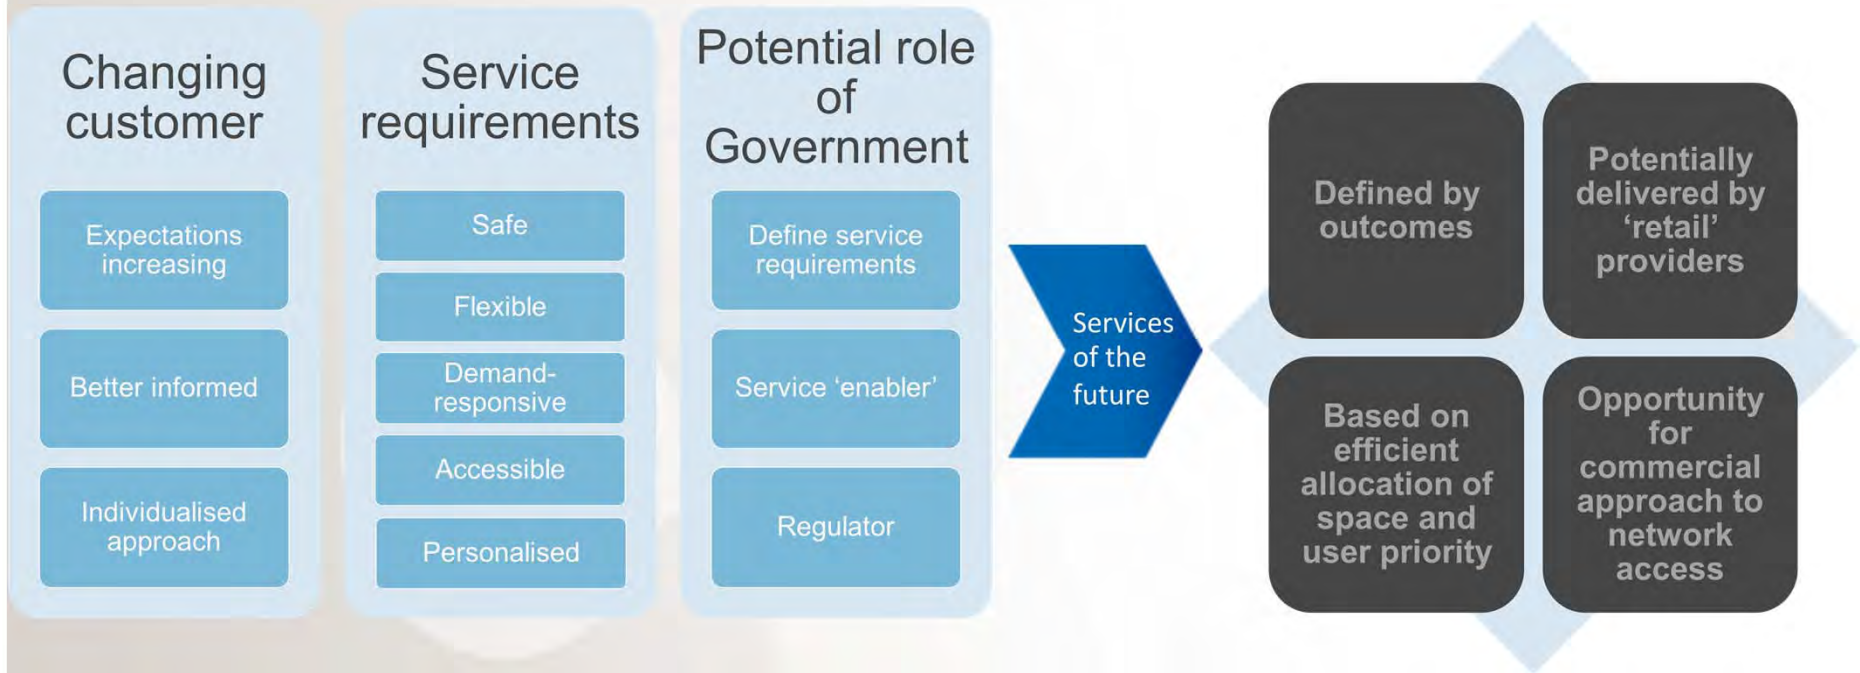 Changing
customer
Expectations
increasing
Better informed
Individualised
approach
Service
requirements
Safe
Flexible
Demand-
responsive
Accessible
Personalised
Potential role
of
Government
Define service
requirements
Service ‘enabler’
Regulator
Services
of the
future
Defined by
outcomes
Potentially
delivered by
‘retail’
providers
Based on
efficient
allocation of
space and
user priority
Opportunity
for
commercial
approach to
network
access